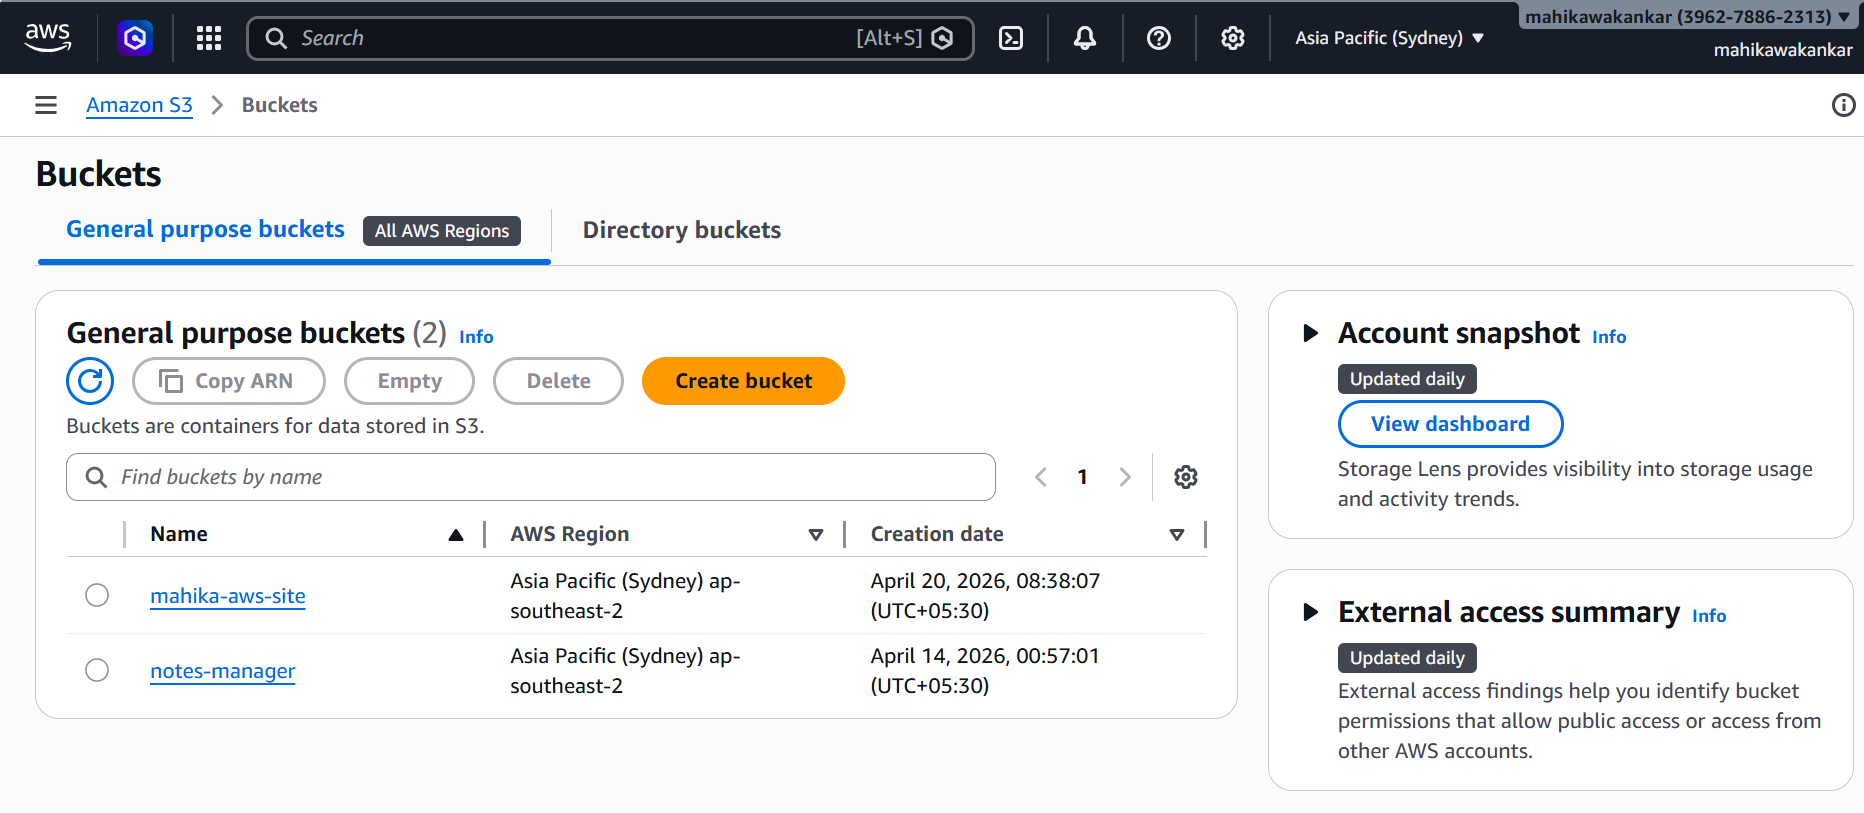 aws
Search
[Alt+S]
Asia Pacific (Sydney)
mahikawakankar (3962-7886-2313)
mahikawakankar
Amazon S3
Buckets
Buckets
General purpose buckets
All AWS Regions
Directory buckets
General purpose buckets (2) Info
Copy ARN
Empty
Delete
Create bucket
Buckets are containers for data stored in S3.
Find buckets by name
1
Name
AWS Region
Creation date
mahika-aws-site
Asia Pacific (Sydney) ap-
southeast-2
April 20, 2026, 08:38:07
(UTC+05:30)
notes-manager
Asia Pacific (Sydney) ap-
southeast-2
April 14, 2026, 00:57:01
(UTC+05:30)
Account snapshot Info
Updated daily
View dashboard
Storage Lens provides visibility into storage usage
and activity trends.
External access summary Info
Updated daily
External access findings help you identify bucket
permissions that allow public access or access from
other AWS accounts.